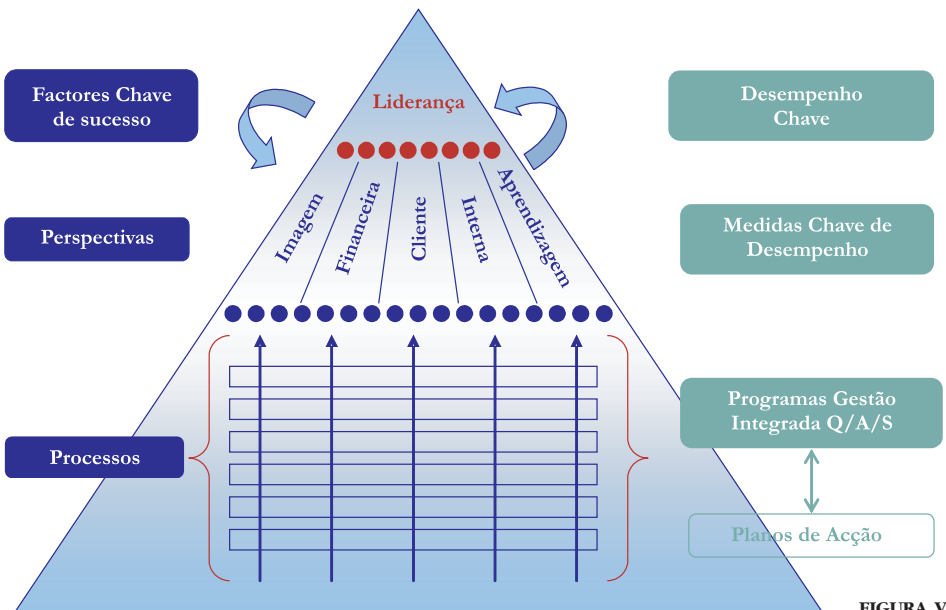 Factores Chave
de sucesso
Liderança
Desempenho
Chave
Perspectivas
Imagem
Financeira
Cliente
Interna
Aprendizagem
Medidas Chave de
Desempenho
Processos
Programas Gestão
Integrada Q/A/S
Planos de Acção
FIGURA V